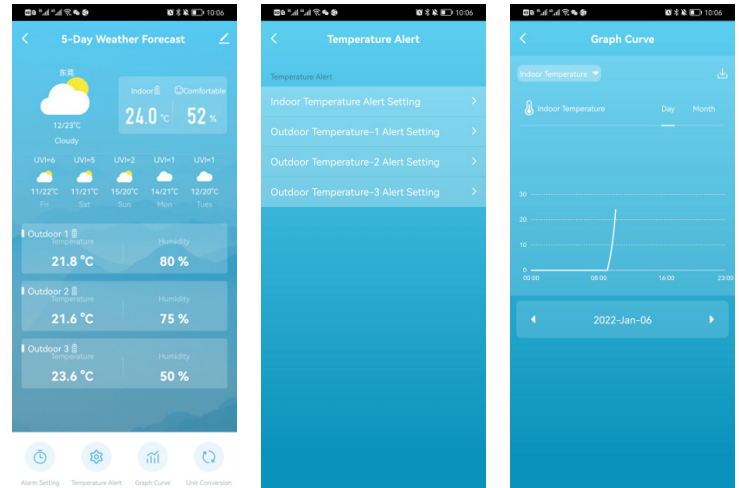 10:06
5-Day Weather Forecast
东莞
Indoor
Comfortable
24.0 °C
52 %
12/23°C
Cloudy
UVI=6 UVI=5 UVI=2 UVI=1 UVI=1
11/22°C 11/21°C 15/20°C 14/21°C 12/20°C
Fri Sat Sun Mon Tues
Outdoor 1
Temperature Humidity
21.8 °C 80 %
Outdoor 2
Temperature Humidity
21.6 °C 75 %
Outdoor 3
Temperature Humidity
23.6 °C 50 %
Alarm Setting Temperature Alert Graph Curve Unit Conversion
10:06
Temperature Alert
Temperature Alert
Indoor Temperature Alert Setting
Outdoor Temperature-1 Alert Setting
Outdoor Temperature-2 Alert Setting
Outdoor Temperature-3 Alert Setting
10:06
Graph Curve
Indoor Temperature
Indoor Temperature Day Month
30
20
10
0
00:00 08:00 16:00 23:00
2022-Jan-06